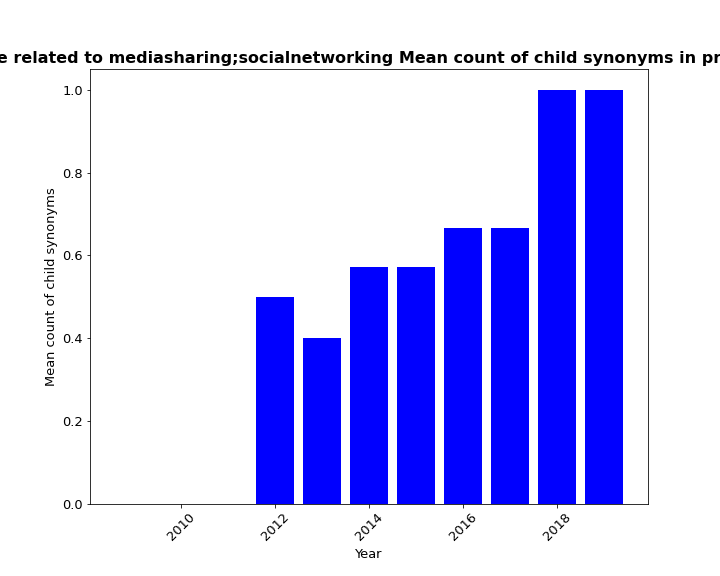 e related to mediasharing;socialnetworking Mean count of child synonyms in pr
1.0
0.8
0.6
0.4
0.2
0.0
Mean count of child synonyms
2010 2012 2014 2016 2018
Year